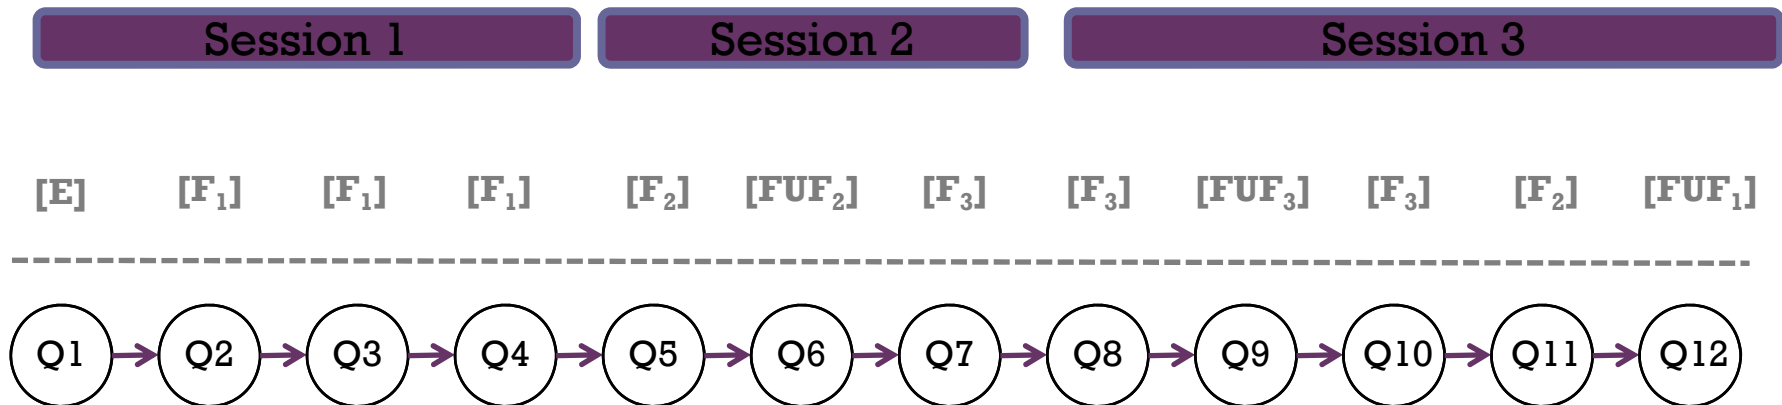 Session 1 Session 2 Session 3
[E] [F₁] [F₁] [F₁] [F₂] [FUF₂] [F₃] [F₃] [FUF₃] [F₃] [F₂] [FUF₁]
Q1 Q2 Q3 Q4 Q5 Q6 Q7 Q8 Q9 Q10 Q11 Q12